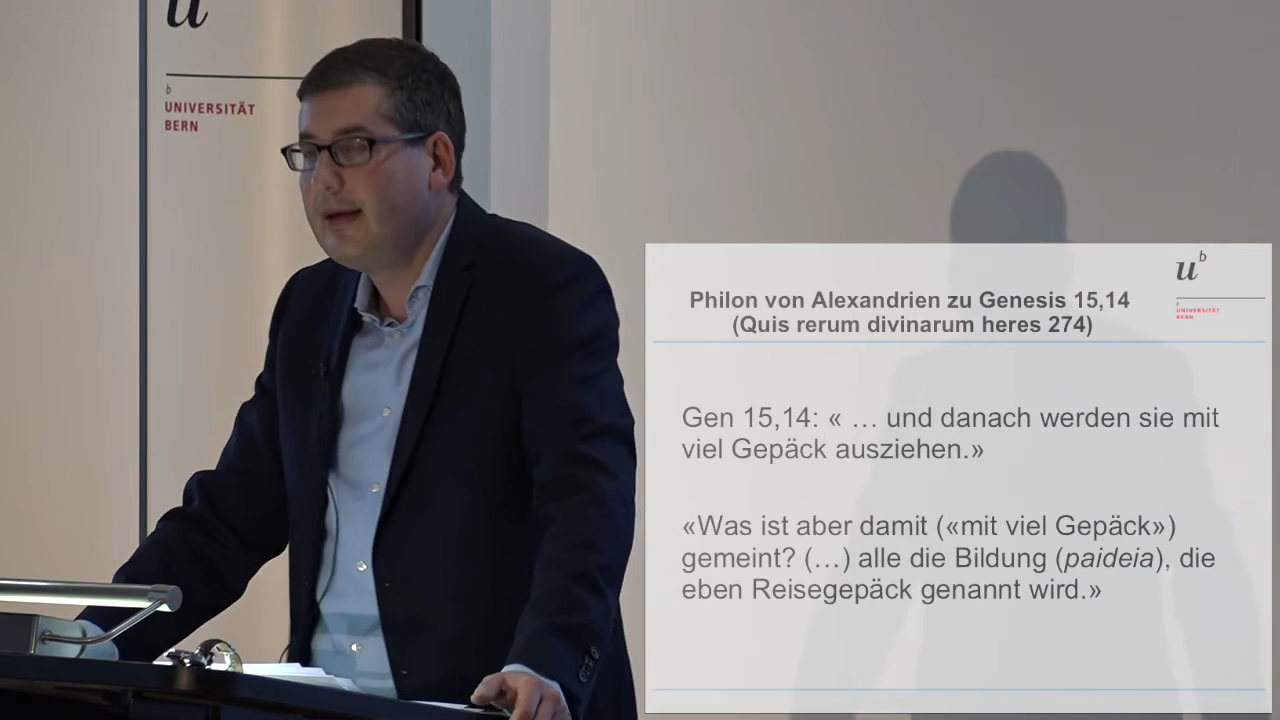 u
b
UNIVERSITÄT
BERN
u
b
b
UNIVERSITÄT
BERN
Philon von Alexandrien zu Genesis 15,14
(Quis rerum divinarum heres 274)
Gen 15,14: « … und danach werden sie mit
viel Gepäck ausziehen.»
«Was ist aber damit («mit viel Gepäck»)
gemeint? (…) alle die Bildung (paideia), die
eben Reisegepäck genannt wird.»